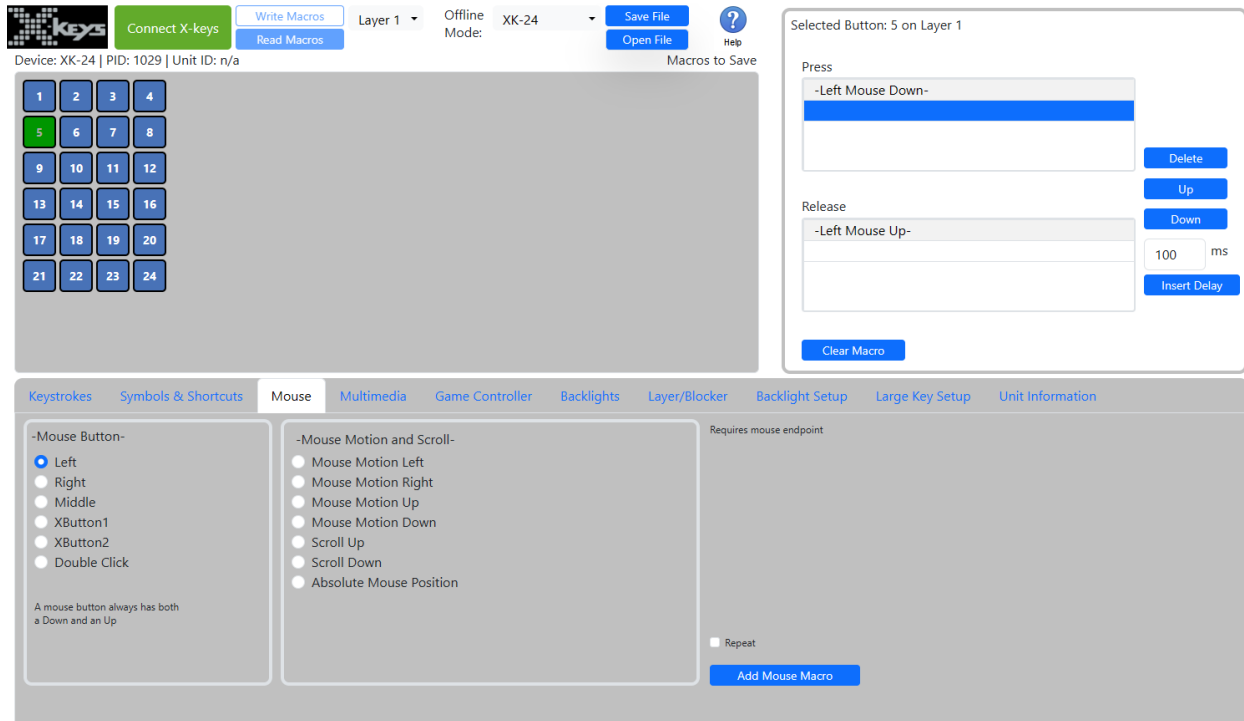 X-KEYS
Connect X-keys
Write Macros
Read Macros
Layer 1
Offline
Mode:
XK-24
Save File
Open File
?
Help
Device: XK-24 | PID: 1029 | Unit ID: n/a
Macros to Save
1 2 3 4
5 6 7 8
9 10 11 12
13 14 15 16
17 18 19 20
21 22 23 24
Selected Button: 5 on Layer 1
Press
-Left Mouse Down-
Release
-Left Mouse Up-
Delete
Up
Down
100 ms
Insert Delay
Clear Macro
Keystrokes Symbols & Shortcuts Mouse Multimedia Game Controller Backlights Layer/Blocker Backlight Setup Large Key Setup Unit Information
-Mouse Button-
Left
Right
Middle
XButton1
XButton2
Double Click
A mouse button always has both
a Down and an Up
-Mouse Motion and Scroll-
Mouse Motion Left
Mouse Motion Right
Mouse Motion Up
Mouse Motion Down
Scroll Up
Scroll Down
Absolute Mouse Position
Requires mouse endpoint
Repeat
Add Mouse Macro